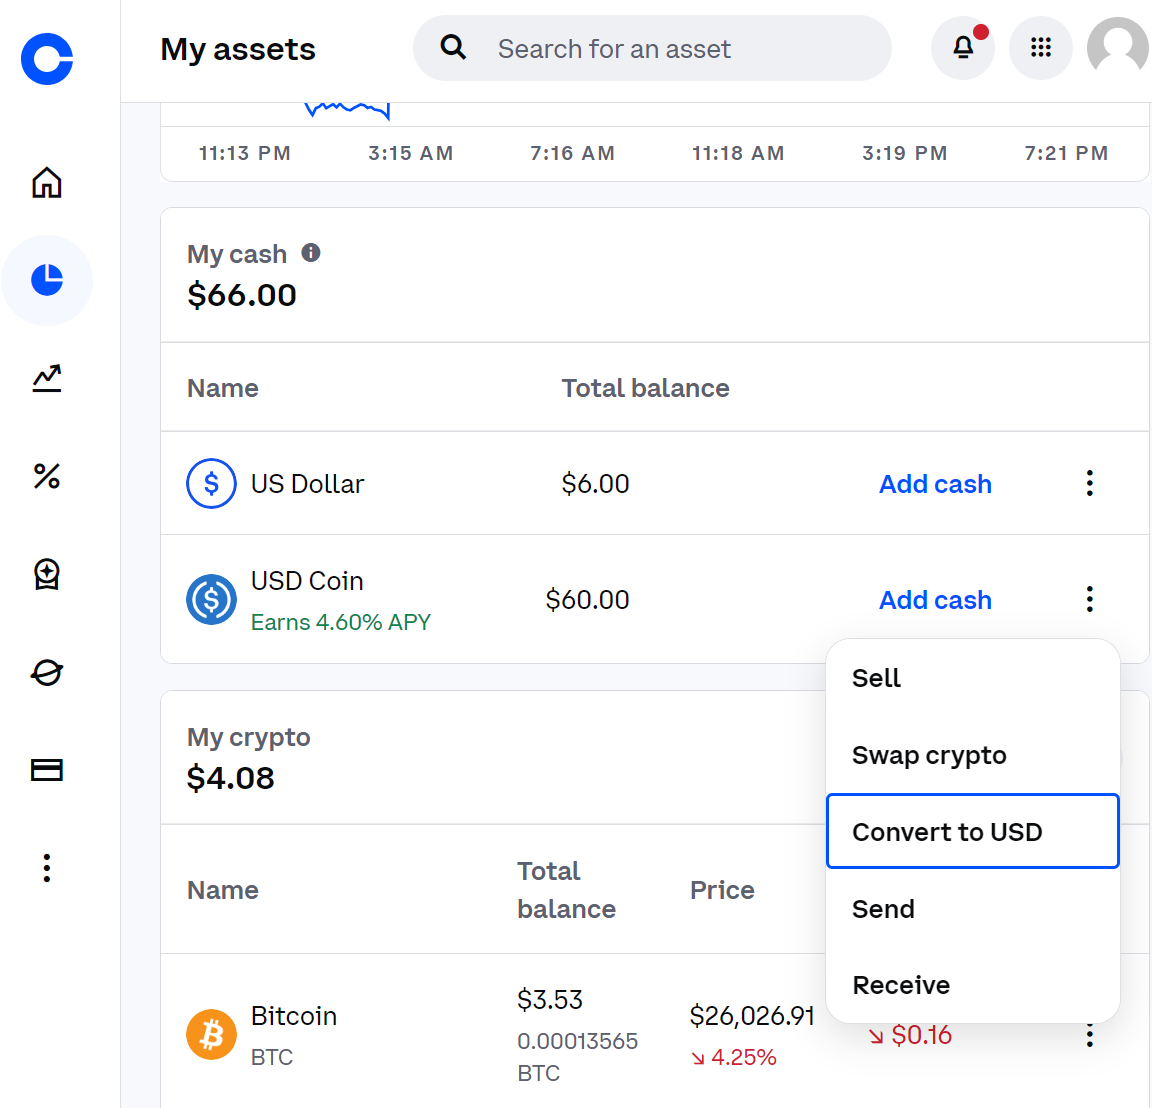 My assets
Search for an asset
11:13 PM 3:15 AM 7:16 AM 11:18 AM 3:19 PM 7:21 PM
My cash
$66.00
Name Total balance
US Dollar $6.00 Add cash
USD Coin $60.00 Add cash
Earns 4.60% APY
Sell
Swap crypto
Convert to USD
Send
Receive
My crypto
$4.08
Name Total balance Price
Bitcoin
BTC
$3.53
0.00013565
BTC
$26,026.91
↘ 4.25%
↘ $0.16